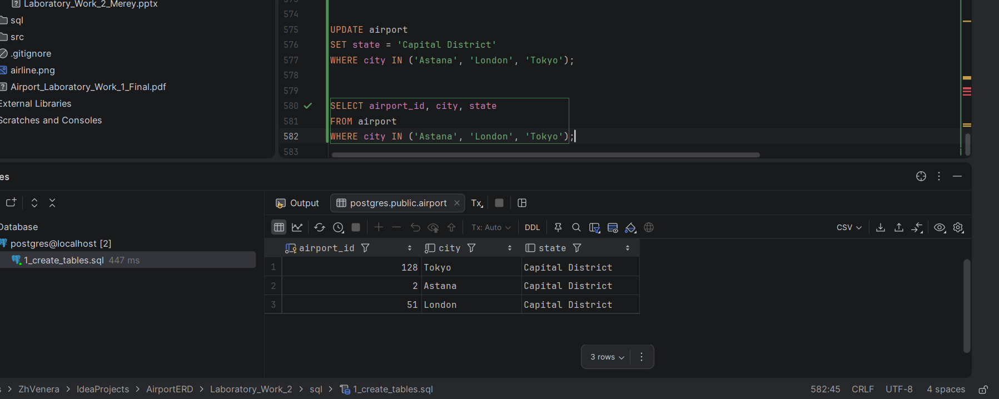 Laboratory_Work_2_Merey.pptx
sql
src
.gitignore
airline.png
Airport_Laboratory_Work_1_Final.pdf
External Libraries
Scratches and Consoles
574
575 UPDATE airport
576 SET state = 'Capital District'
577 WHERE city IN ('Astana', 'London', 'Tokyo');
578
579
580 SELECT airport_id, city, state
581 FROM airport
582 WHERE city IN ('Astana', 'London', 'Tokyo');
583
es
Database
postgres@localhost [2]
1_create_tables.sql 447 ms
Output postgres.public.airport Tx
Tx: Auto DDL CSV
airport_id city state
1 128 Tokyo Capital District
2 2 Astana Capital District
3 51 London Capital District
3 rows
s > ZhVenera > IdeaProjects > AirportERD > Laboratory_Work_2 > sql > 1_create_tables.sql 582:45 CRLF UTF-8 4 spaces